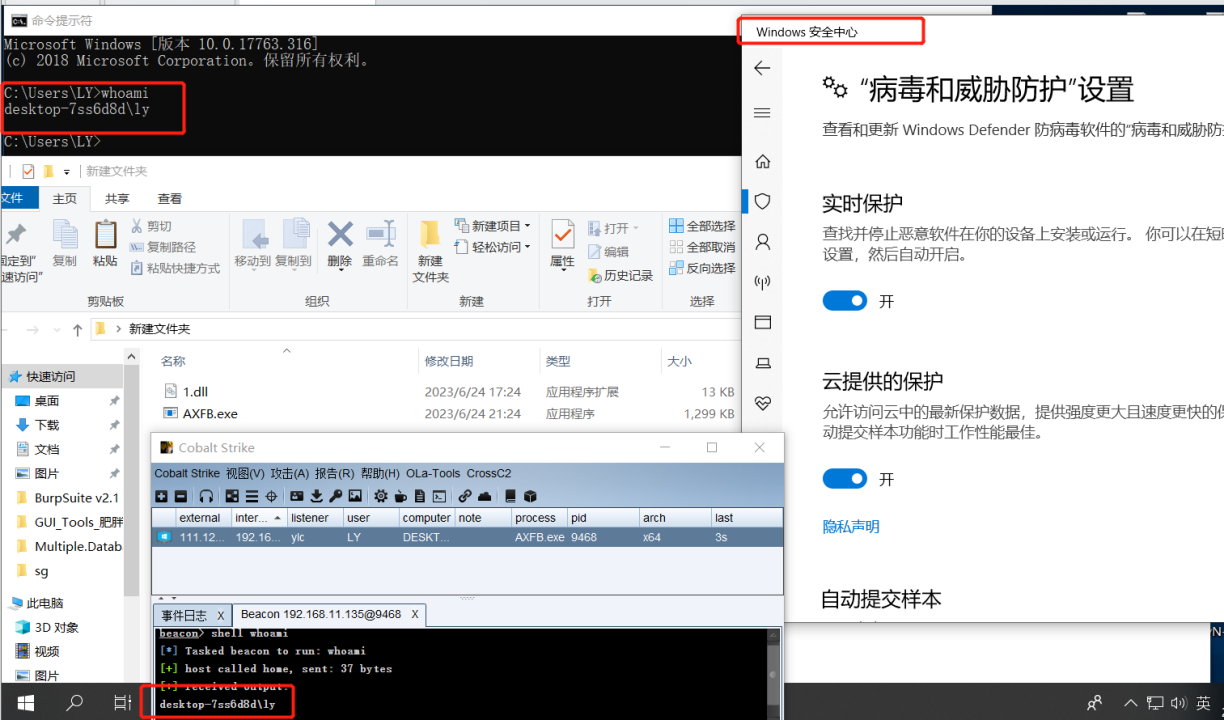 命令提示符
Microsoft Windows [版本 10.0.17763.316]
(c) 2018 Microsoft Corporation。保留所有权利。
C:\Users\LY>whoami
desktop-7ss6d8d\ly
C:\Users\LY>
新建文件夹
文件 主页 共享 查看
固定到"
速访问"
复制
粘贴
剪切
复制路径
粘贴快捷方式
剪贴板
移动到 复制到 删除 重命名
组织
新建
文件夹
新建项目
轻松访问
新建
属性
打开
编辑
历史记录
打开
全部选择
全部取消
反向选择
选择
新建文件夹
名称 修改日期 类型 大小
1.dll 2023/6/24 17:24 应用程序扩展 13 KB
AXFB.exe 2023/6/24 21:24 应用程序 1,299 KB
快速访问
桌面
下载
文档
图片
BurpSuite v2.1
GUI_Tools_肥胖
Multiple.Datab
sg
此电脑
3D 对象
视频
图片
Cobalt Strike
Cobalt Strike 视图(V) 攻击(A) 报告(R) 帮助(H) OLa-Tools CrossC2
external inter... listener user computer note process pid arch last
111.12... 192.16... ylc LY DESKT... AXFB.exe 9468 x64 3s
事件日志 X Beacon 192.168.11.135@9468 X
beacon> shell whoami
[*] Tasked beacon to run: whoami
[+] host called home, sent: 37 bytes
[+] received output:
desktop-7ss6d8d\ly
Windows 安全中心
“病毒和威胁防护”设置
查看和更新 Windows Defender 防病毒软件的“病毒和威胁防
实时保护
查找并停止恶意软件在你的设备上安装或运行。 你可以在短
设置，然后自动开启。
开
云提供的保护
允许访问云中的最新保护数据，提供强度更大且速度更快的
动提交样本功能时工作性能最佳。
开
隐私声明
自动提交样本
英